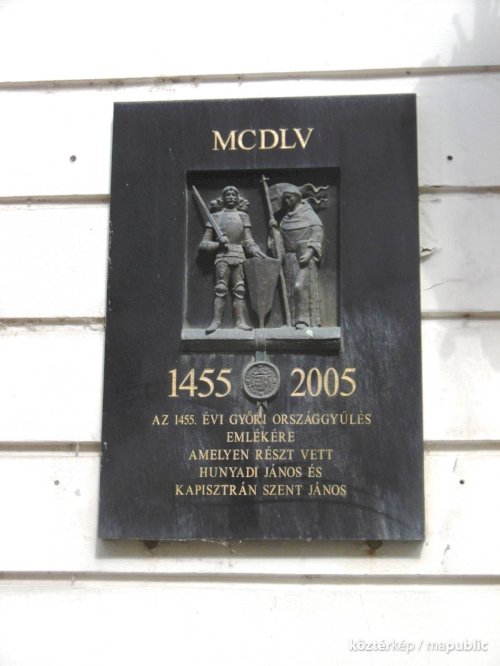 MCDLV
1455 2005
AZ 1455. ÉVI GYŐRI ORSZÁGGYŰLÉS
EMLÉKÉRE
AMELYEN RÉSZT VETT
HUNYADI JÁNOS ÉS
KAPISZTRÁN SZENT JÁNOS
köztérkép / mapublic